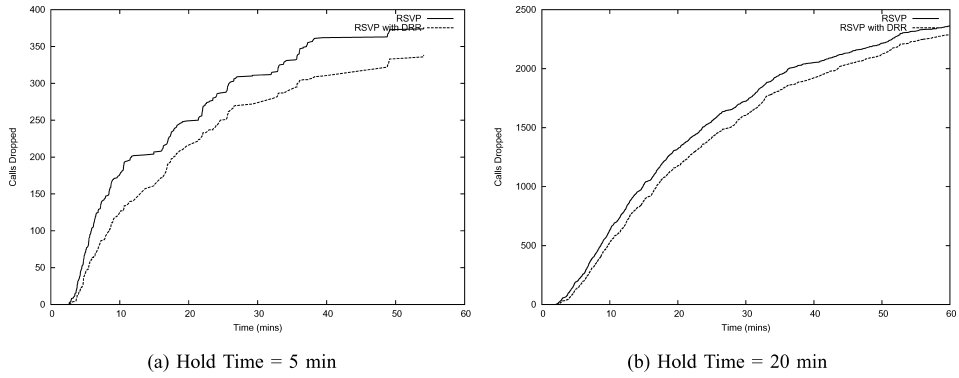 400
350
300
250
200
150
100
50
0
Calls Dropped
RSVP
RSVP with DRR
0 10 20 30 40 50 60
Time (mins)
(a) Hold Time = 5 min
2500
2000
1500
1000
500
0
Calls Dropped
RSVP
RSVP with DRR
0 10 20 30 40 50 60
Time (mins)
(b) Hold Time = 20 min